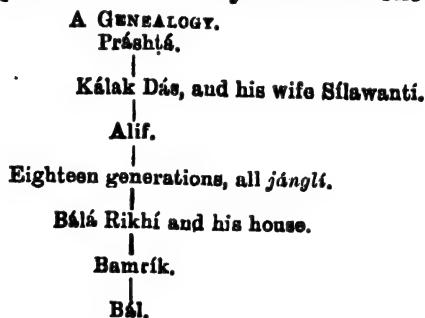 A GENEALOGY.
Práshṭá.
Kálak Dás, and his wife Sílawantí.
Alif.
Eighteen generations, all jánglí.
Bálá Rikhí and his house.
Bamrík.
Bál.